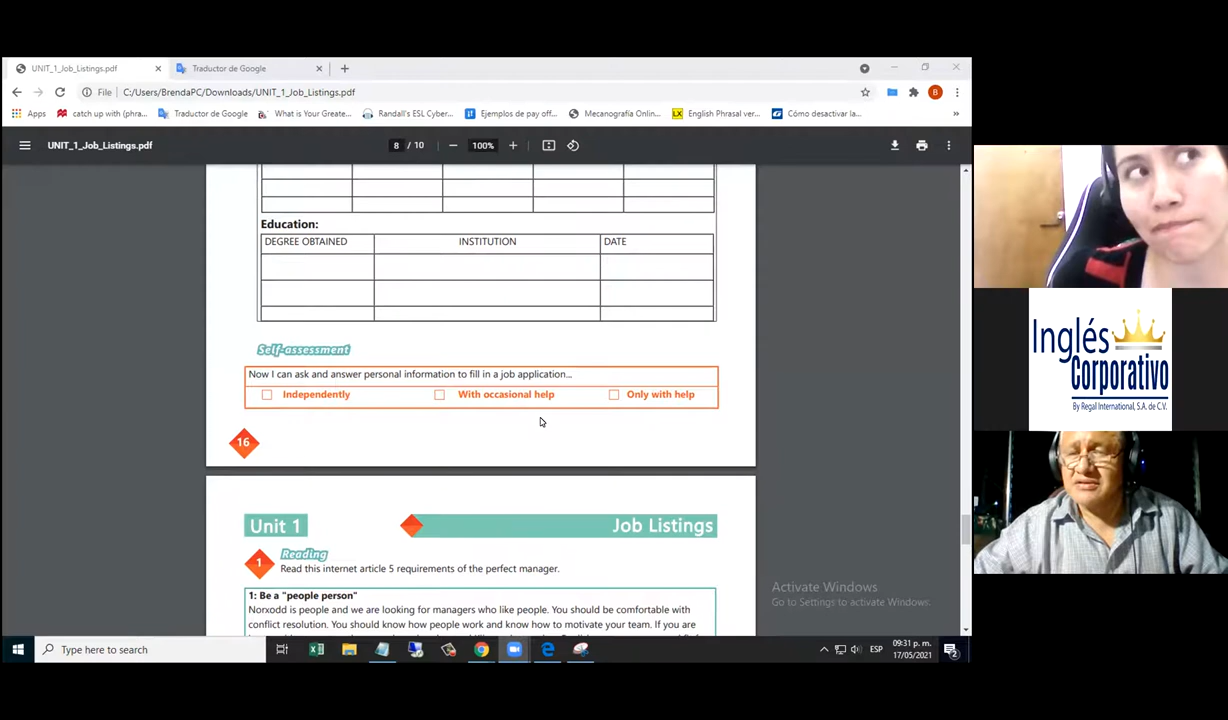 UNIT_1_Job_Listings.pdf
Traductor de Google
File C:/Users/BrendaPC/Downloads/UNIT_1_Job_Listings.pdf
B
Apps catch up with (phra... Traductor de Google What is Your Greate... Randall's ESL Cyber... Ejemplos de pay off... Mecanografía Onlin... LX English Phrasal ver... Cómo desactivar la... »
UNIT_1_Job_Listings.pdf 8 / 10 100%
Education:
DEGREE OBTAINED INSTITUTION DATE
Self-assessment
Now I can ask and answer personal information to fill in a job application...
Independently With occasional help Only with help
16
Unit 1 Job Listings
1 Reading
Read this internet article 5 requirements of the perfect manager.
1: Be a "people person"
Norxodd is people and we are looking for managers who like people. You should be comfortable with
conflict resolution. You should know how people work and know how to motivate your team. If you are
Activate Windows
Go to Settings to activate Windows.
Type here to search
ESP
09:31 p. m.
17/05/2021
2
Inglés
Corporativo
By Regal International, S.A. de C.V.